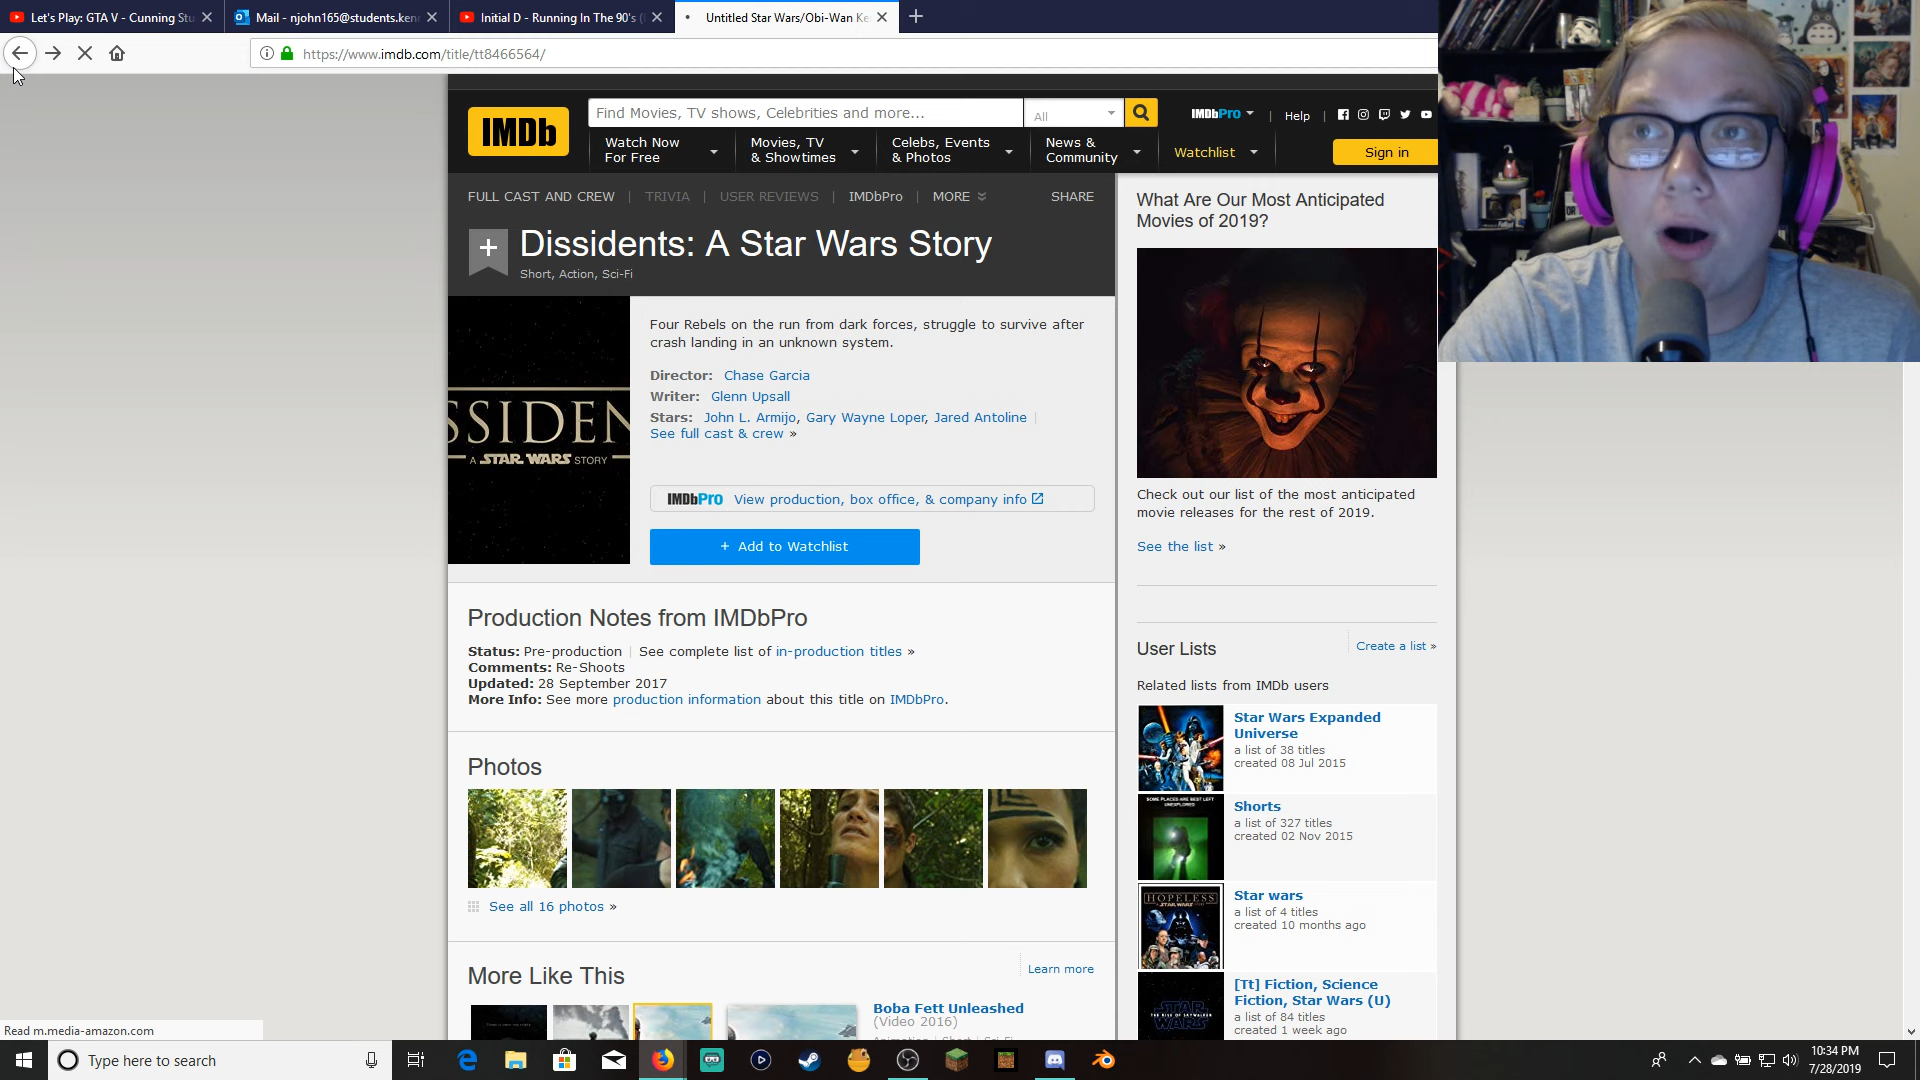 Let's Play: GTA V - Cunning Stu
Mail - njohn165@students.ken
Initial D - Running In The 90's
Untitled Star Wars/Obi-Wan Ke
https://www.imdb.com/title/tt8466564/
IMDb
Find Movies, TV shows, Celebrities and more...
All
IMDbPro
Help
Watch Now
For Free
Movies, TV
& Showtimes
Celebs, Events
& Photos
News &
Community
Watchlist
Sign in
FULL CAST AND CREW | TRIVIA | USER REVIEWS | IMDbPro | MORE
SHARE
Dissidents: A Star Wars Story
Short, Action, Sci-Fi
SSIDEN
A STAR WARS STORY
Four Rebels on the run from dark forces, struggle to survive after
crash landing in an unknown system.
Director: Chase Garcia
Writer: Glenn Upsall
Stars: John L. Armijo, Gary Wayne Loper, Jared Antoline |
See full cast & crew »
IMDbPro View production, box office, & company info
+ Add to Watchlist
Production Notes from IMDbPro
Status: Pre-production | See complete list of in-production titles »
Comments: Re-Shoots
Updated: 28 September 2017
More Info: See more production information about this title on IMDbPro.
Photos
See all 16 photos »
More Like This
Learn more
Boba Fett Unleashed
(Video 2016)
What Are Our Most Anticipated
Movies of 2019?
Check out our list of the most anticipated
movie releases for the rest of 2019.
See the list »
User Lists
Create a list »
Related lists from IMDb users
Star Wars Expanded
Universe
a list of 38 titles
created 08 Jul 2015
SOME PLACES ARE BEST LEFT
UNEXPLORED
Shorts
a list of 327 titles
created 02 Nov 2015
HOPELESS
Star wars
a list of 4 titles
created 10 months ago
[Tt] Fiction, Science
Fiction, Star Wars (U)
a list of 84 titles
created 1 week ago
Read m.media-amazon.com
Type here to search
10:34 PM
7/28/2019